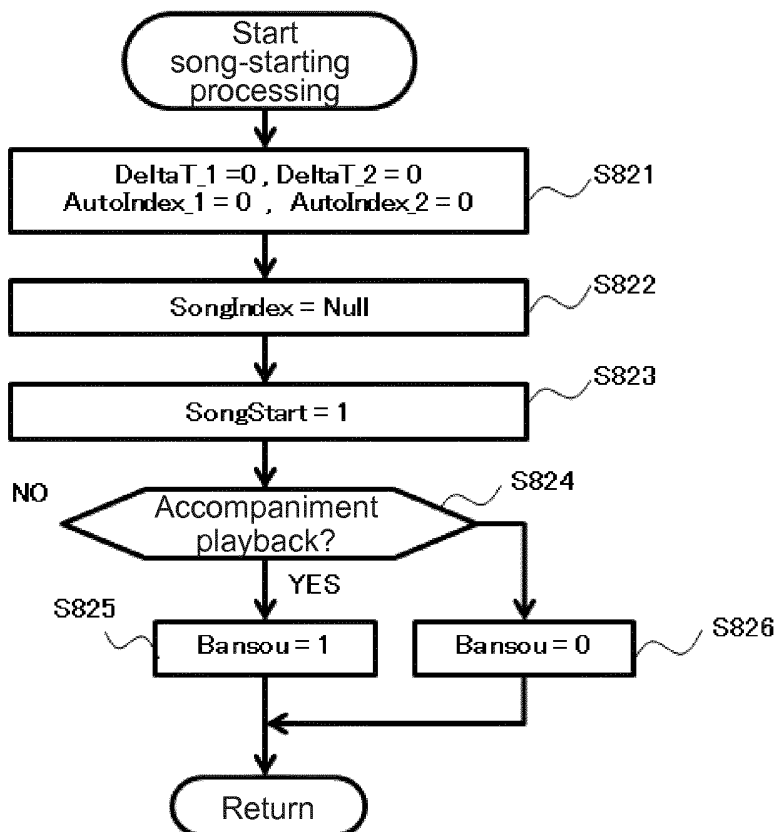 Start
song-starting
processing
DeltaT_1 =0 , DeltaT_2 = 0
AutoIndex_1 = 0 , AutoIndex_2 = 0
S821
SongIndex = Null
S822
SongStart = 1
S823
NO
Accompaniment
playback?
S824
YES
S825
Bansou = 1
Bansou = 0
S826
Return